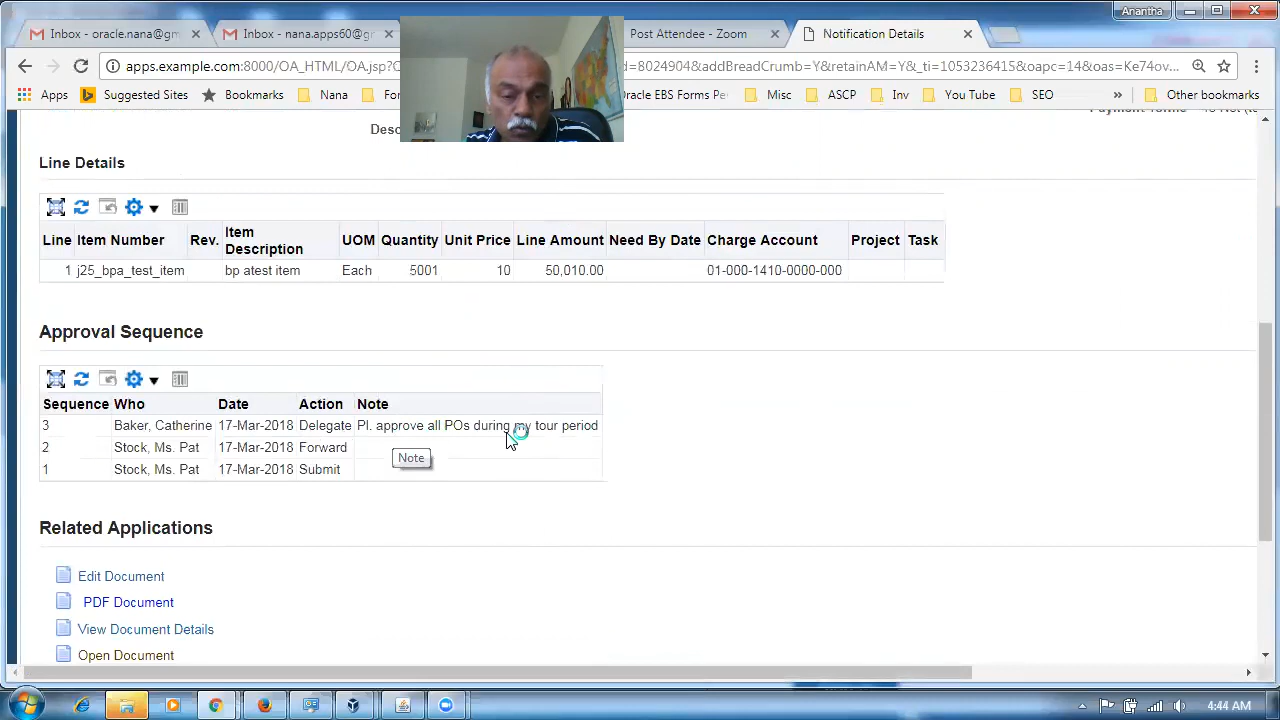 Anantha
Inbox - oracle.nana@gm
Inbox - nana.apps60@gm
Post Attendee - Zoom
Notification Details
apps.example.com:8000/OA_HTML/OA.jsp?C
d=8024904&addBreadCrumb=Y&retainAM=Y&_ti=1053236415&oapc=14&oas=Ke74ov...
Apps
Suggested Sites
Bookmarks
Nana
For
Oracle EBS Forms
Misc
ASCP
Inv
You Tube
SEO
»
Other bookmarks
Desc
Line Details
Line Item Number Rev. Item Description UOM Quantity Unit Price Line Amount Need By Date Charge Account Project Task
1 j25_bpa_test_item bp atest item Each 5001 10 50,010.00 01-000-1410-0000-000
Approval Sequence
Sequence Who Date Action Note
3 Baker, Catherine 17-Mar-2018 Delegate Pl. approve all POs during my tour period
2 Stock, Ms. Pat 17-Mar-2018 Forward
Note
1 Stock, Ms. Pat 17-Mar-2018 Submit
Related Applications
Edit Document
PDF Document
View Document Details
Open Document
4:44 AM